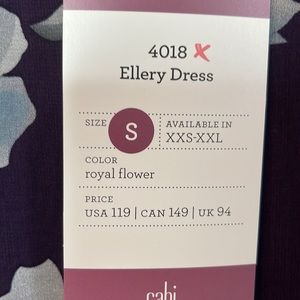 4018
Ellery Dress
SIZE
S
AVAILABLE IN
XXS-XXL
COLOR
royal flower
PRICE
USA 119 | CAN 149 | UK 94
cabi